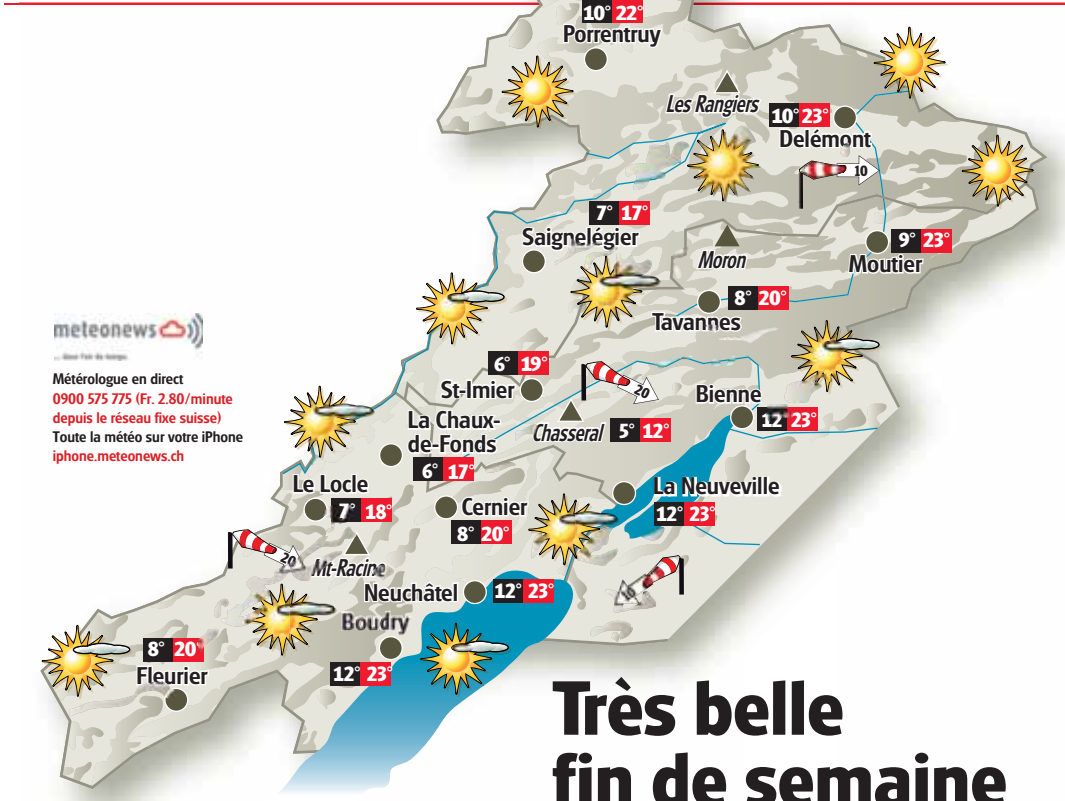 10° 22°
Porrentruy
Les Rangiers
10° 23°
Delémont
10
7° 17°
Saignelégier
Moron
9° 23°
Moutier
8° 20°
Tavannes
meteonews
Météorologue en direct
0900 575 775 (Fr. 2.80/minute
depuis le réseau fixe suisse)
Toute la météo sur votre iPhone
iphone.meteonews.ch
6° 19°
St-Imier
20
Bienne
12° 23°
La Chaux-
de-Fonds
6° 17°
Chasseral 5° 12°
Le Locle
7° 18°
Cernier
8° 20°
La Neuveville
12° 23°
20
Mt-Racine
Neuchâtel 12° 23°
10
Boudry
12° 23°
8° 20°
Fleurier
Très belle
fin de semaine